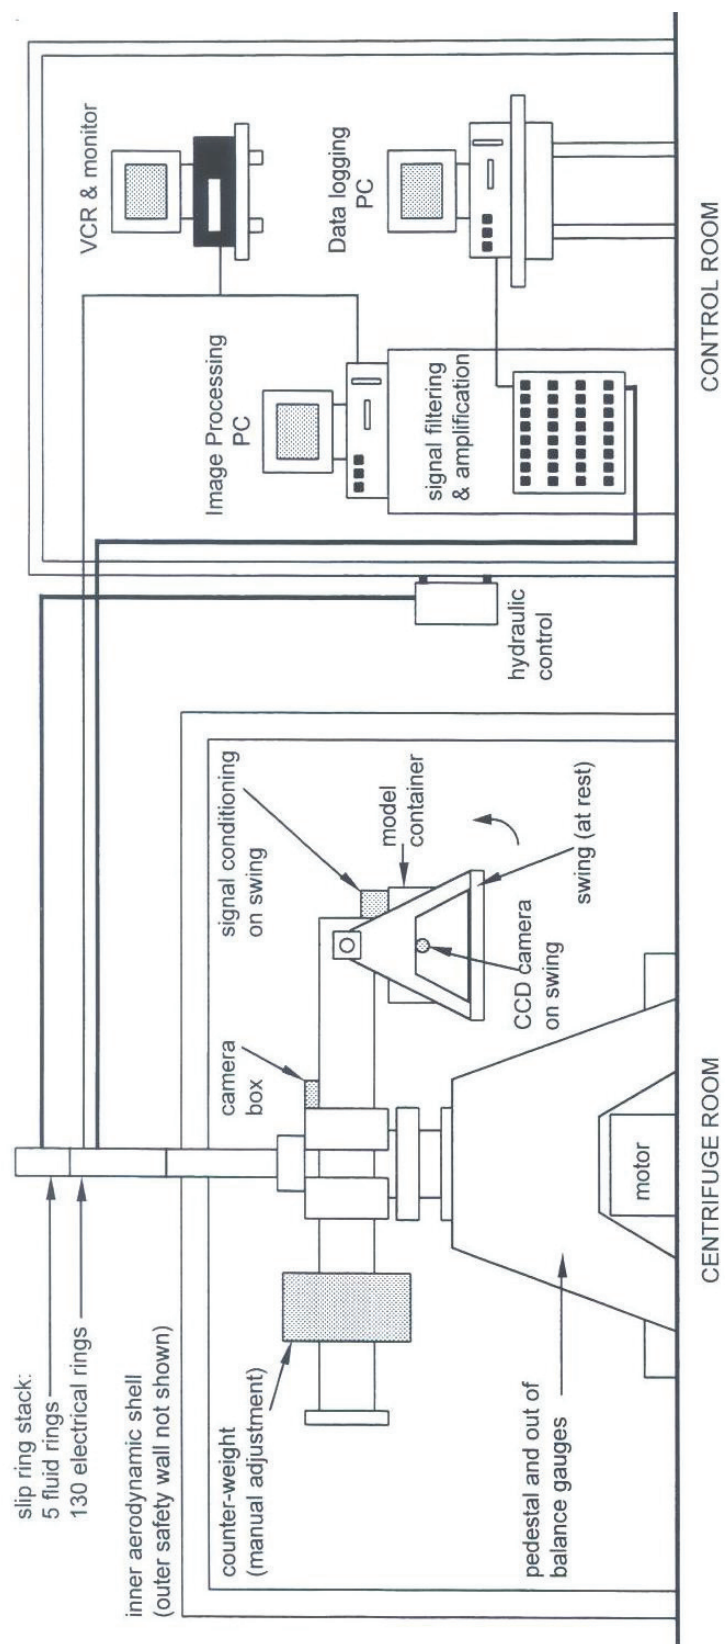 slip ring stack:
5 fluid rings
130 electrical rings
inner aerodynamic shell
(outer safety wall not shown)
counter-weight
(manual adjustment)
camera
box
signal conditioning
on swing
model
container
CCD camera
on swing
swing (at rest)
pedestal and out of
balance gauges
motor
CENTRIFUGE ROOM
hydraulic
control
Image Processing
PC
signal filtering
& amplification
VCR & monitor
Data logging
PC
CONTROL ROOM